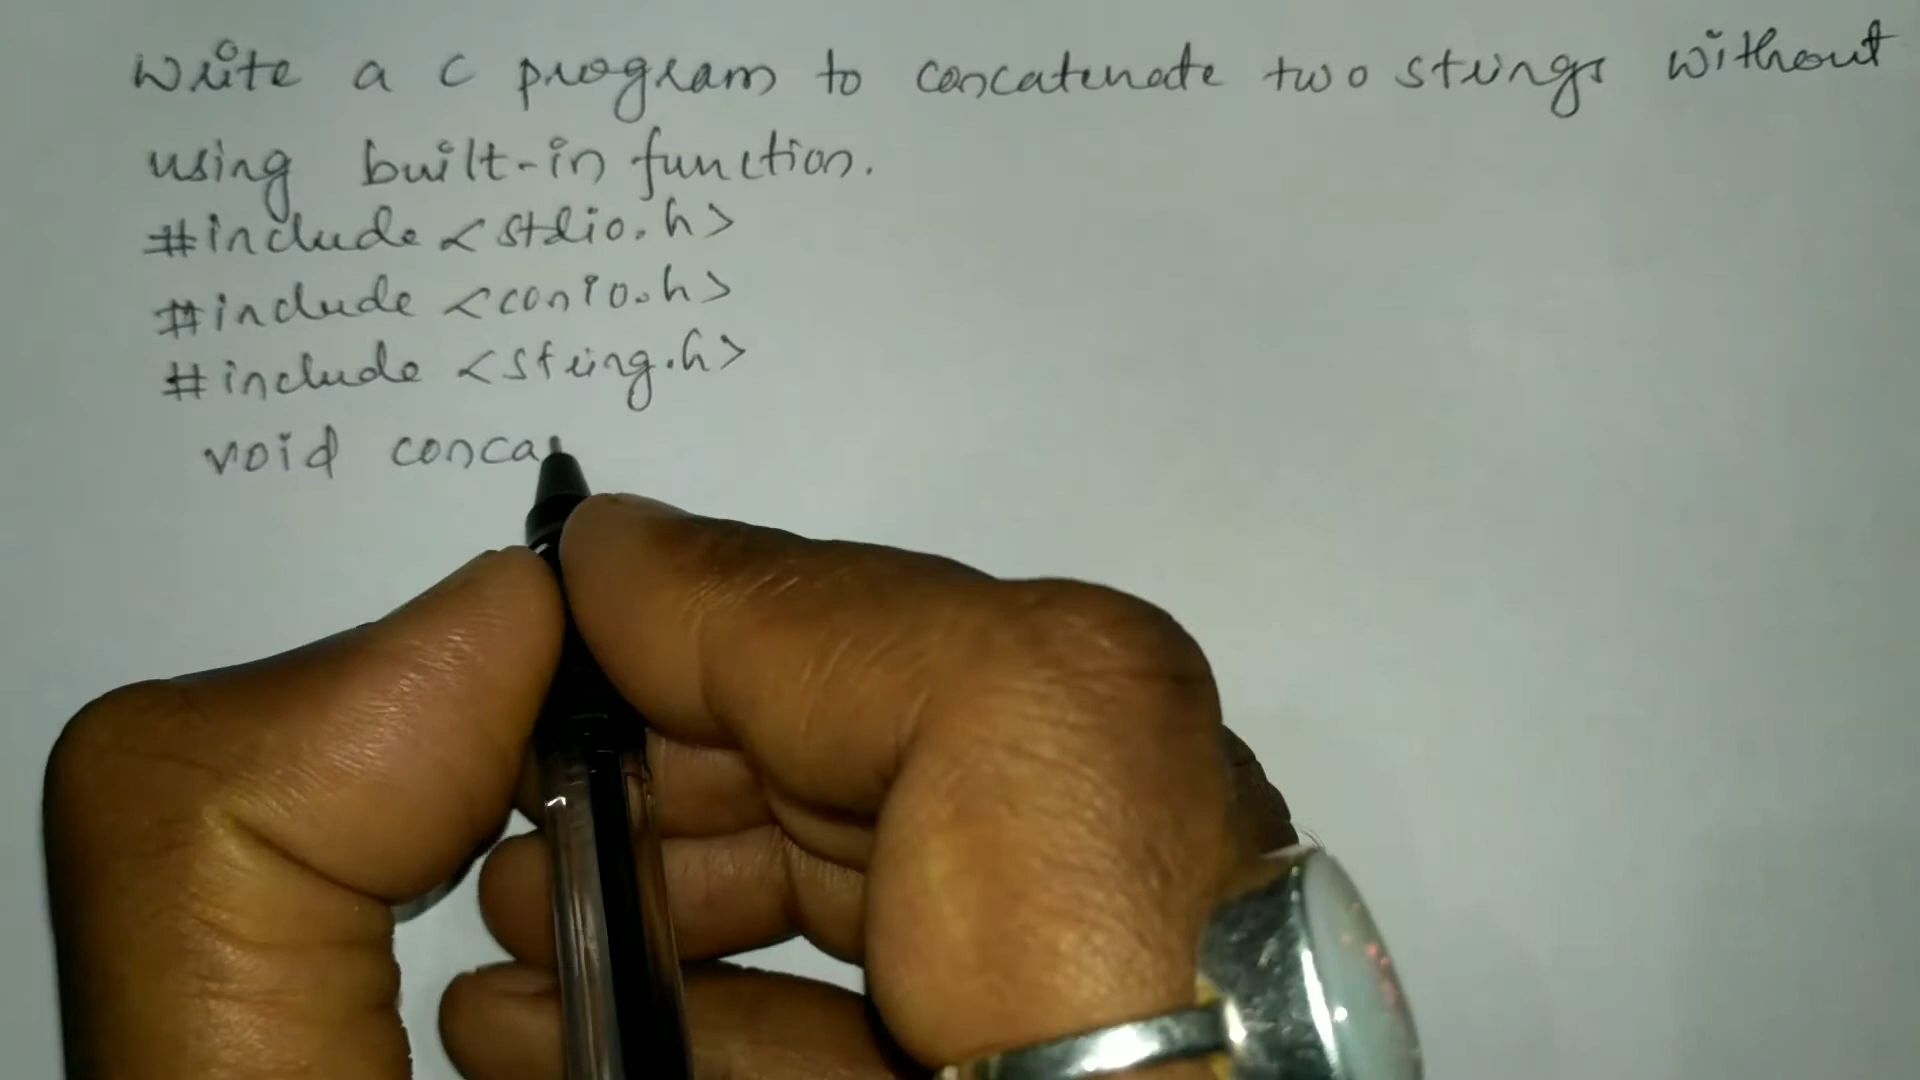 Write a C program to concatenate two strings without
using built-in function.
#include <stdio.h>
#include <conio.h>
#include <string.h>
void conca